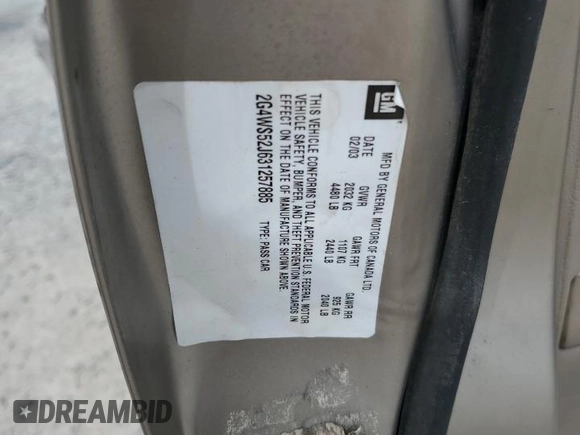 GM
MFD BY GENERAL MOTORS OF CANADA LTD.
DATE GVWR GAWR FRT GAWR RR
02/03 2032 KG 1107 KG 925 KG
4480 LB 2440 LB 2040 LB
THIS VEHICLE CONFORMS TO ALL APPLICABLE U.S. FEDERAL MOTOR
VEHICLE SAFETY, BUMPER, AND THEFT PREVENTION STANDARDS IN
EFFECT ON THE DATE OF MANUFACTURE SHOWN ABOVE.
2G4WS52J631257885 TYPE: PASS CAR
DREAMBID